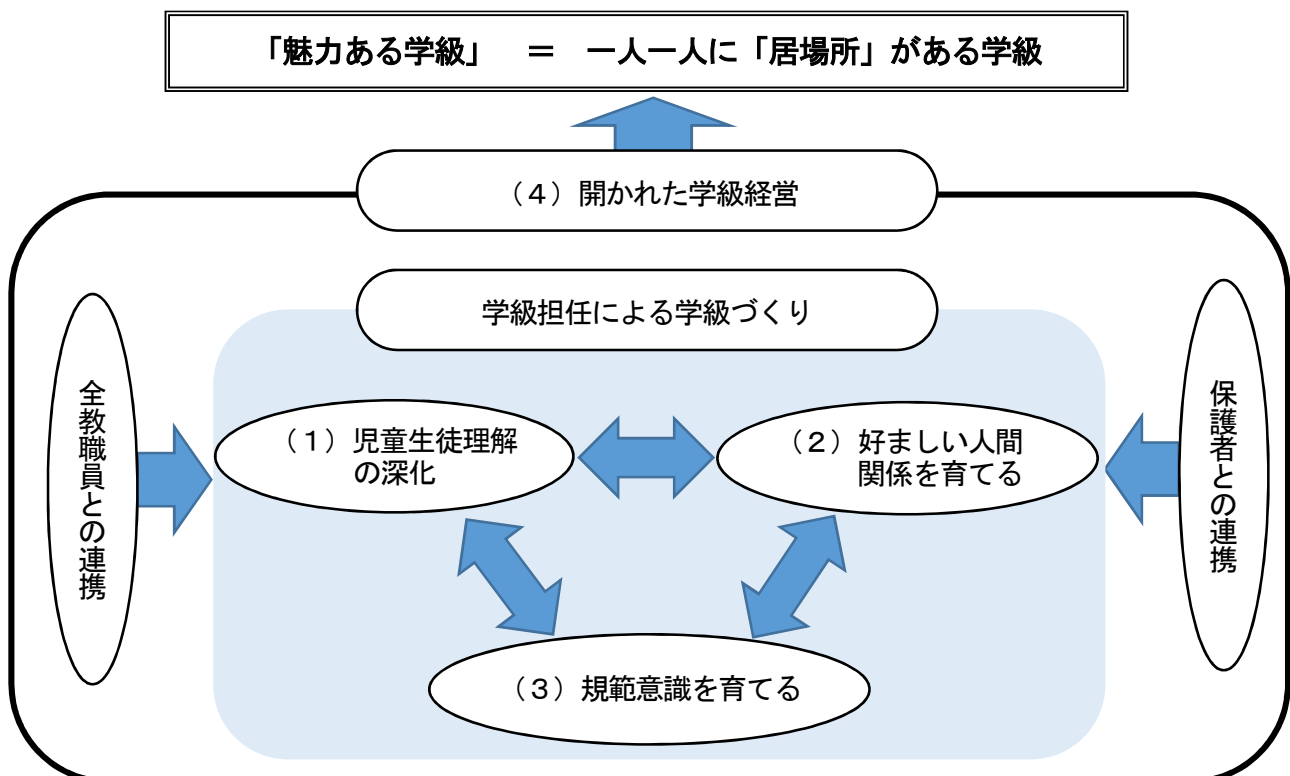 「魅力ある学級」 ＝ 一人一人に「居場所」がある学級
（４）開かれた学級経営
学級担任による学級づくり
全教職員との連携
（１）児童生徒理解
の深化
（２）好ましい人間
関係を育てる
保護者との連携
（３）規範意識を育てる